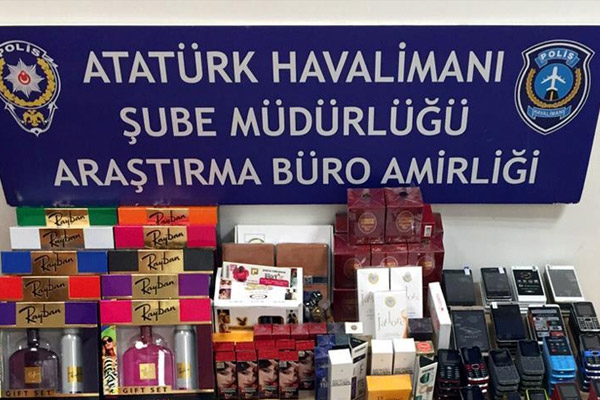 POLİS
POLİS
HAVALİMANI
ATATÜRK HAVALİMANI
ŞUBE MÜDÜRLÜĞÜ
ARAŞTIRMA BÜRO AMİRLİĞİ
Rayban
Rayban
Rayban
Rayban
Rayban
Rayban
Rayban
Rayban
Rayban
Rayban
GIFT SET
GIFT SET